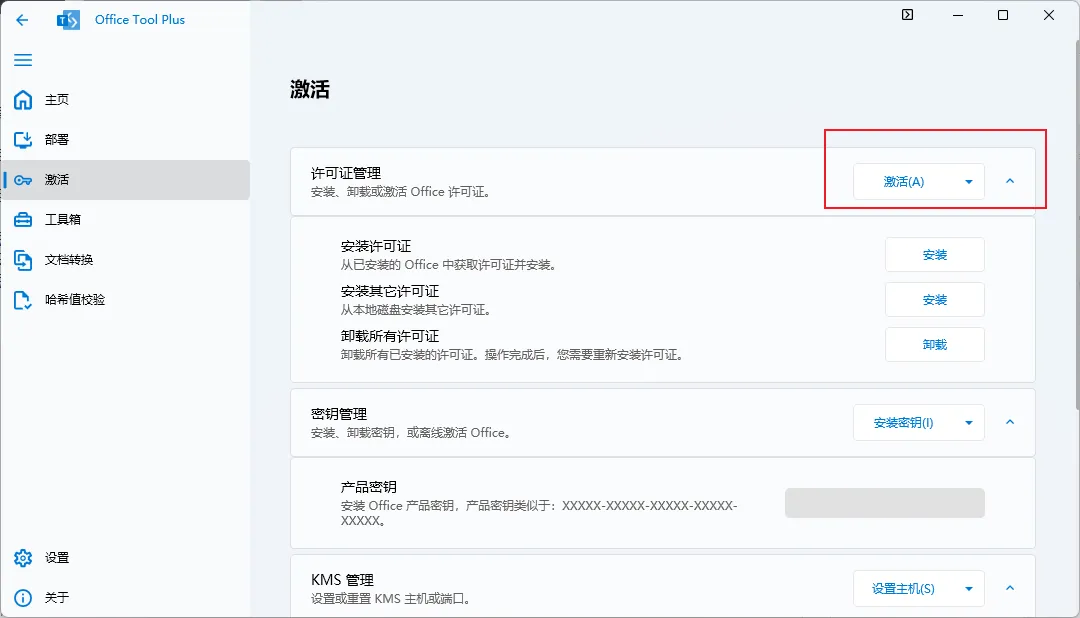 Office Tool Plus
主页
部署
激活
工具箱
文档转换
哈希值校验
设置
关于
激活
许可证管理
安装、卸载或激活 Office 许可证。
激活(A)
安装许可证
从已安装的 Office 中获取许可证并安装。
安装
安装其它许可证
从本地磁盘安装其它许可证。
安装
卸载所有许可证
卸载所有已安装的许可证。操作完成后，您需要重新安装许可证。
卸载
密钥管理
安装、卸载密钥，或离线激活 Office。
安装密钥(I)
产品密钥
安装 Office 产品密钥，产品密钥类似于：XXXXX-XXXXX-XXXXX-XXXXX-
XXXXX。
KMS 管理
设置或重置 KMS 主机或端口。
设置主机(S)